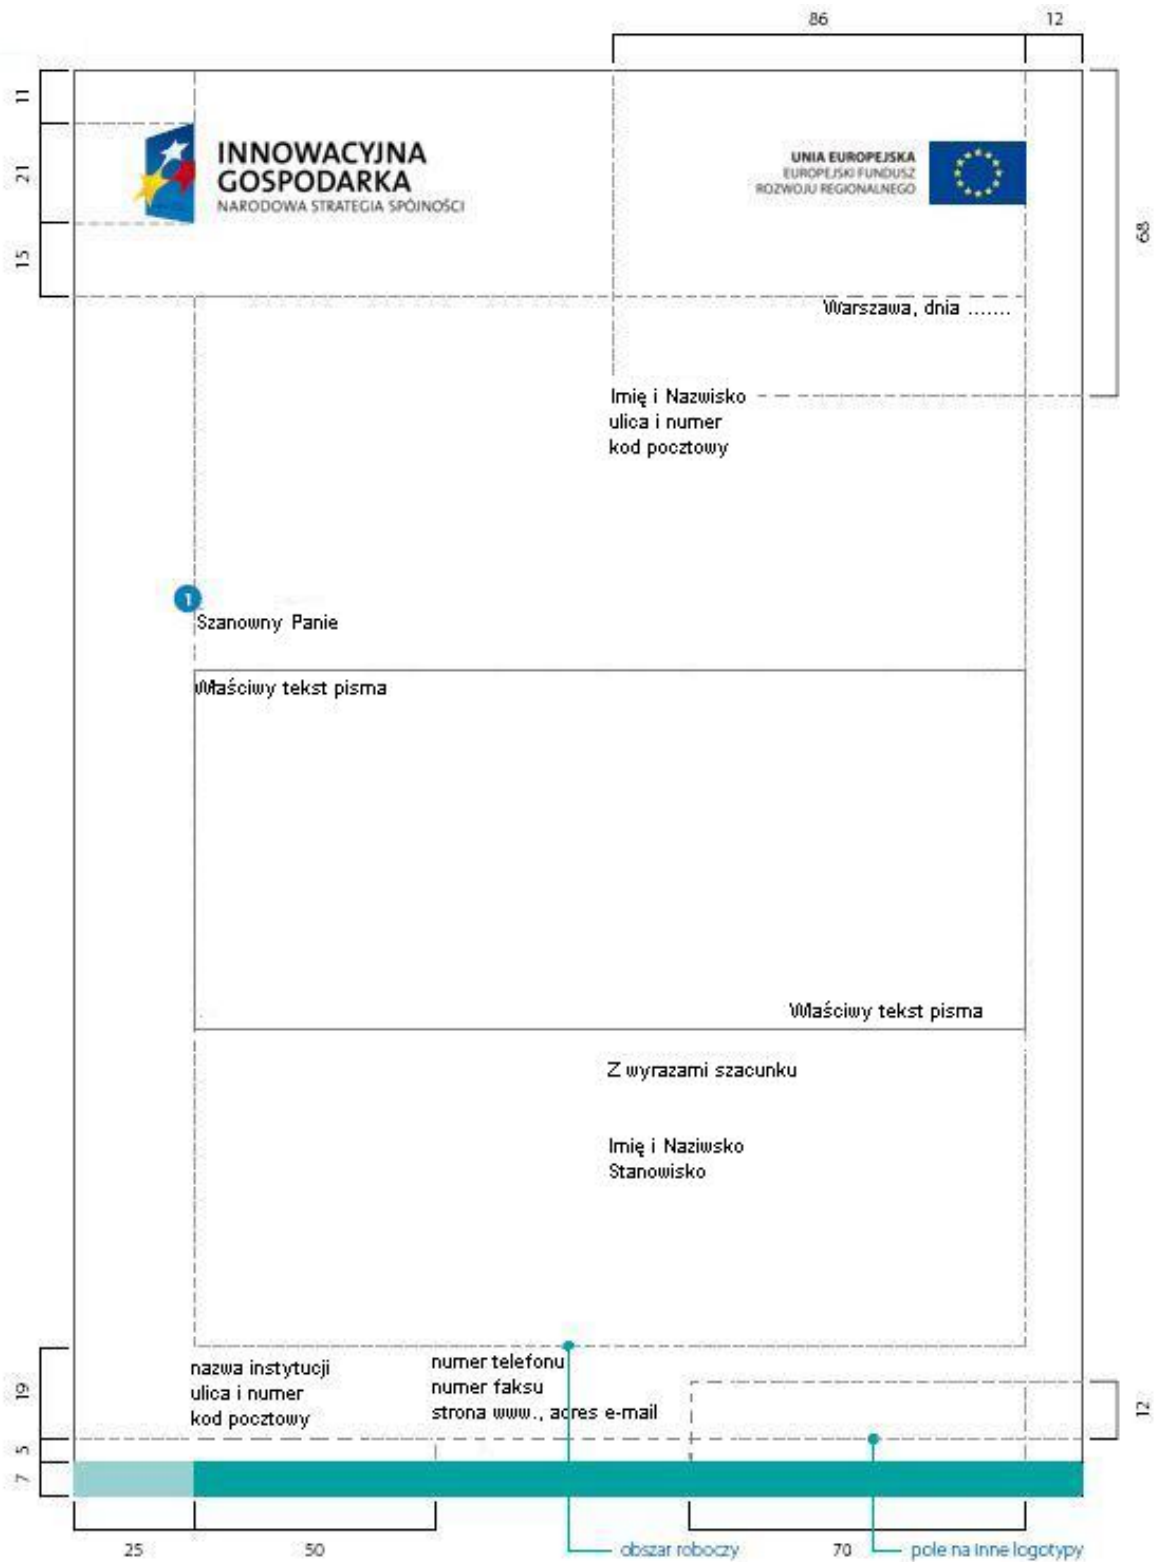 86
12
11
21
15
68
INNOWACYJNA
GOSPODARKA
NARODOWA STRATEGIA SPÓJNOŚCI
UNIA EUROPEJSKA
EUROPEJSKI FUNDUSZ
ROZWOJU REGIONALNEGO
Warszawa, dnia .......
Imię i Nazwisko
ulica i numer
kod pocztowy
1
Szanowny Panie
Właściwy tekst pisma
Właściwy tekst pisma
Z wyrazami szacunku
Imię i Naziwsko
Stanowisko
nazwa instytucji
ulica i numer
kod pocztowy
numer telefonu
numer faksu
strona www., adres e-mail
19
5
7
12
25
50
obszar roboczy
70
pole na inne logotypy